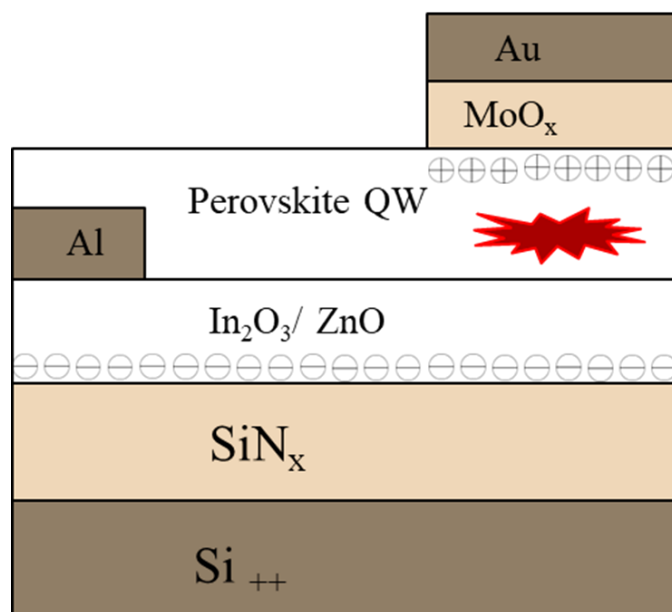 Au
MoOₓ
Perovskite QW
Al
In₂O₃/ ZnO
SiNₓ
Si ₊₊